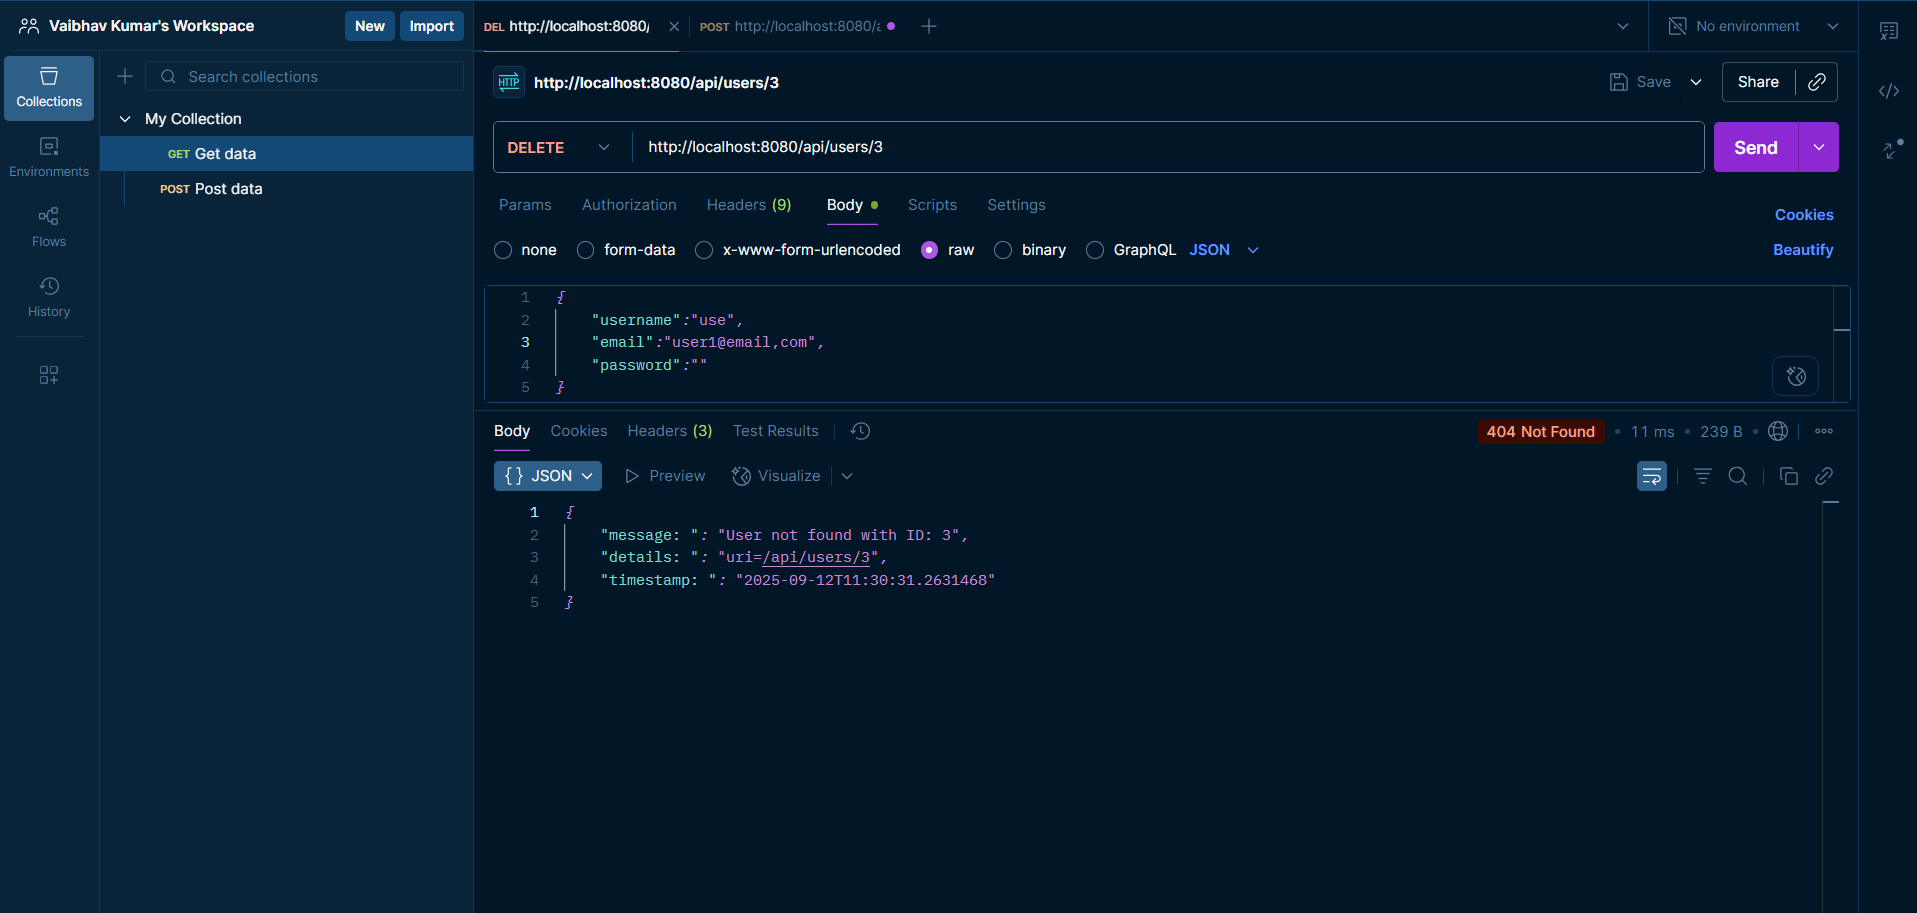 Vaibhav Kumar's Workspace
New
Import
DEL http://localhost:8080/
POST http://localhost:8080/a
No environment
Collections
Environments
Flows
History
Search collections
My Collection
GET Get data
POST Post data
HTTP
http://localhost:8080/api/users/3
Save
Share
DELETE
http://localhost:8080/api/users/3
Send
Params
Authorization
Headers (9)
Body
Scripts
Settings
Cookies
none
form-data
x-www-form-urlencoded
raw
binary
GraphQL
JSON
Beautify
1 {
2 "username":"use",
3 "email":"user1@email,com",
4 "password":""
5 }
Body
Cookies
Headers (3)
Test Results
404 Not Found
11 ms
239 B
{} JSON
Preview
Visualize
1 {
2 "message: ": "User not found with ID: 3",
3 "details: ": "uri=/api/users/3",
4 "timestamp: ": "2025-09-12T11:30:31.2631468"
5 }